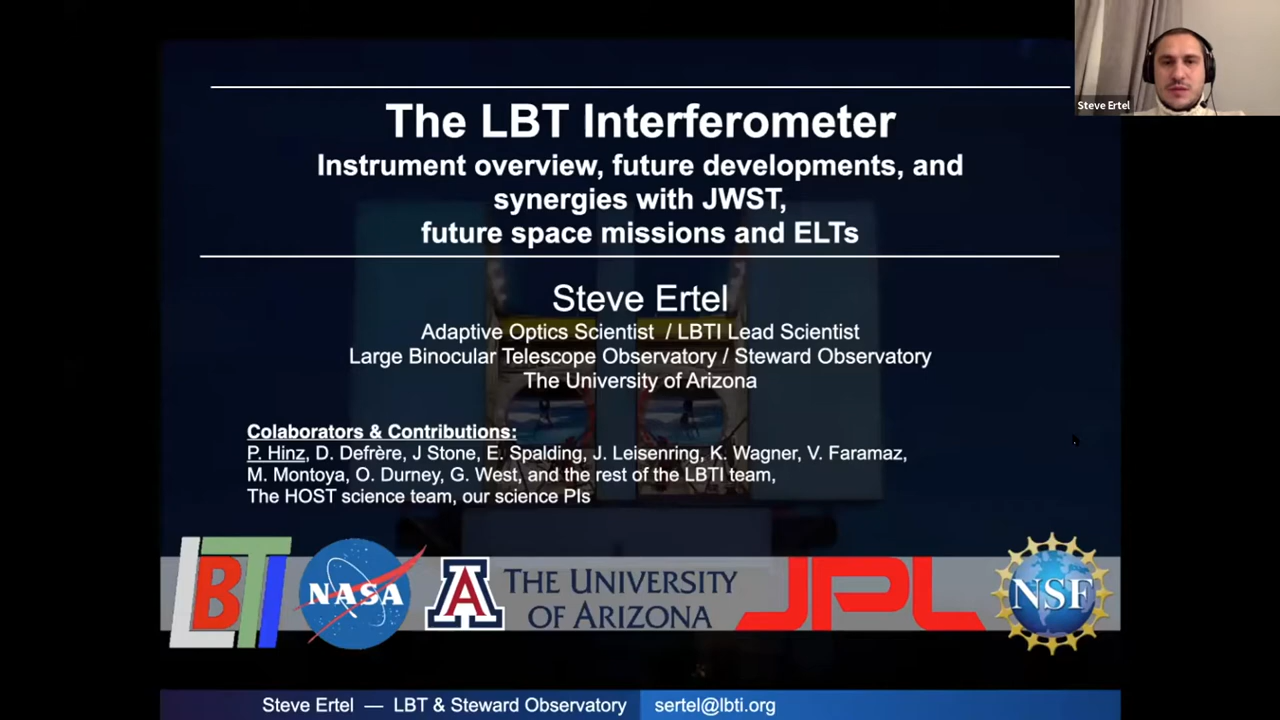 Steve Ertel
The LBT Interferometer
Instrument overview, future developments, and
synergies with JWST,
future space missions and ELTs
Steve Ertel
Adaptive Optics Scientist / LBTI Lead Scientist
Large Binocular Telescope Observatory / Steward Observatory
The University of Arizona
Colaborators & Contributions:
P. Hinz, D. Defrère, J Stone, E. Spalding, J. Leisenring, K. Wagner, V. Faramaz,
M. Montoya, O. Durney, G. West, and the rest of the LBTI team,
The HOST science team, our science PIs
LBTI
NASA
A
THE UNIVERSITY
OF ARIZONA
JPL
NSF
Steve Ertel — LBT & Steward Observatory
sertel@lbti.org